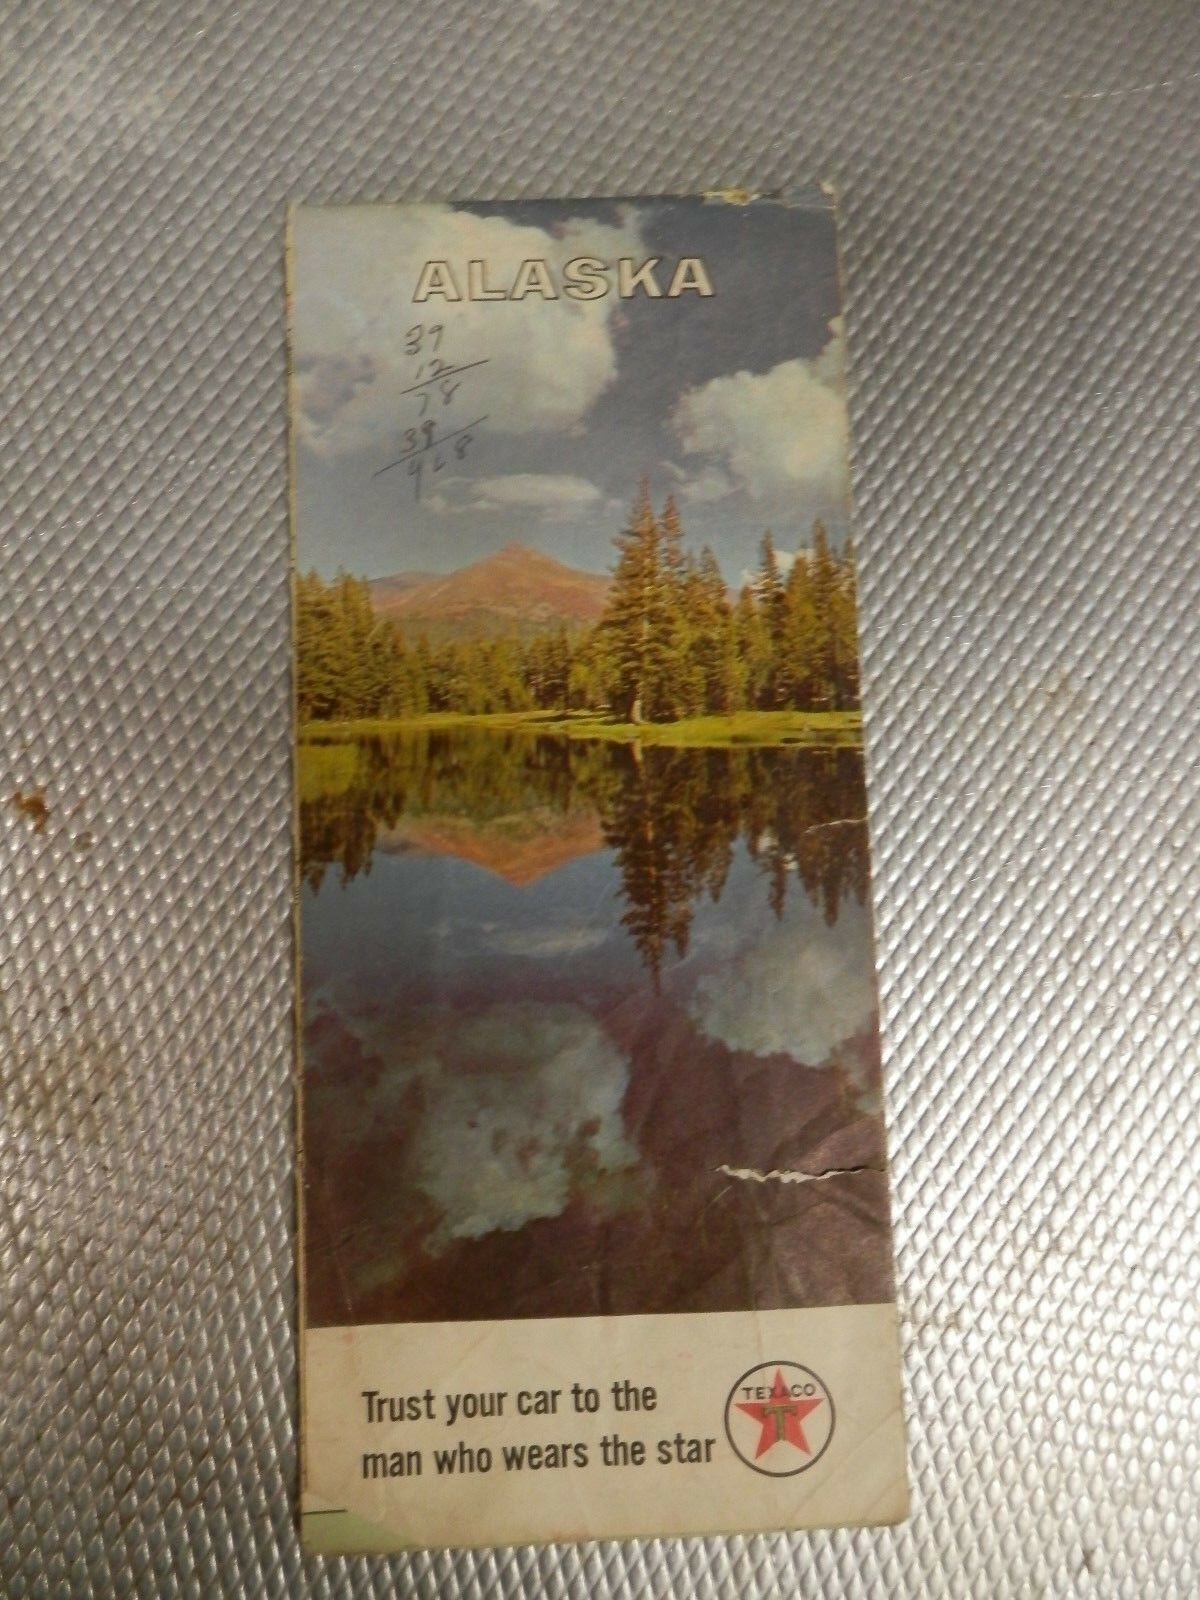 ALASKA
39
12
78
39
468
Trust your car to the
man who wears the star
TEXACO
T